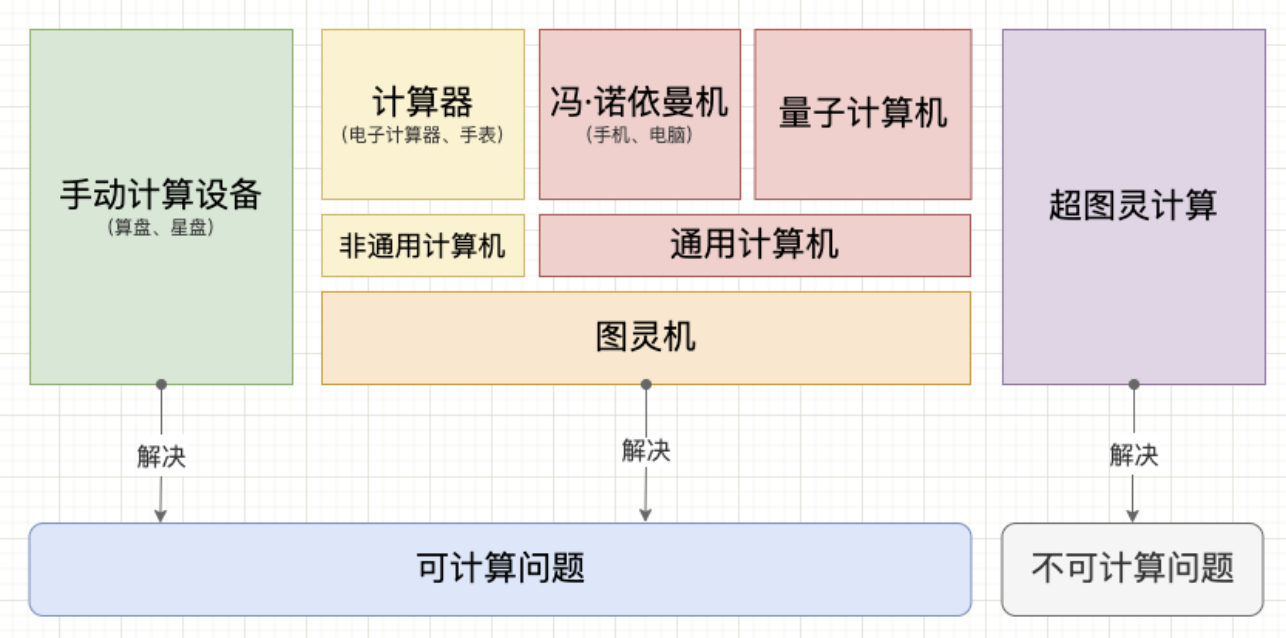 手动计算设备
（算盘、星盘）
计算器
（电子计算器、手表）
冯·诺依曼机
（手机、电脑）
量子计算机
非通用计算机
通用计算机
图灵机
超图灵计算
解决
解决
解决
可计算问题
不可计算问题